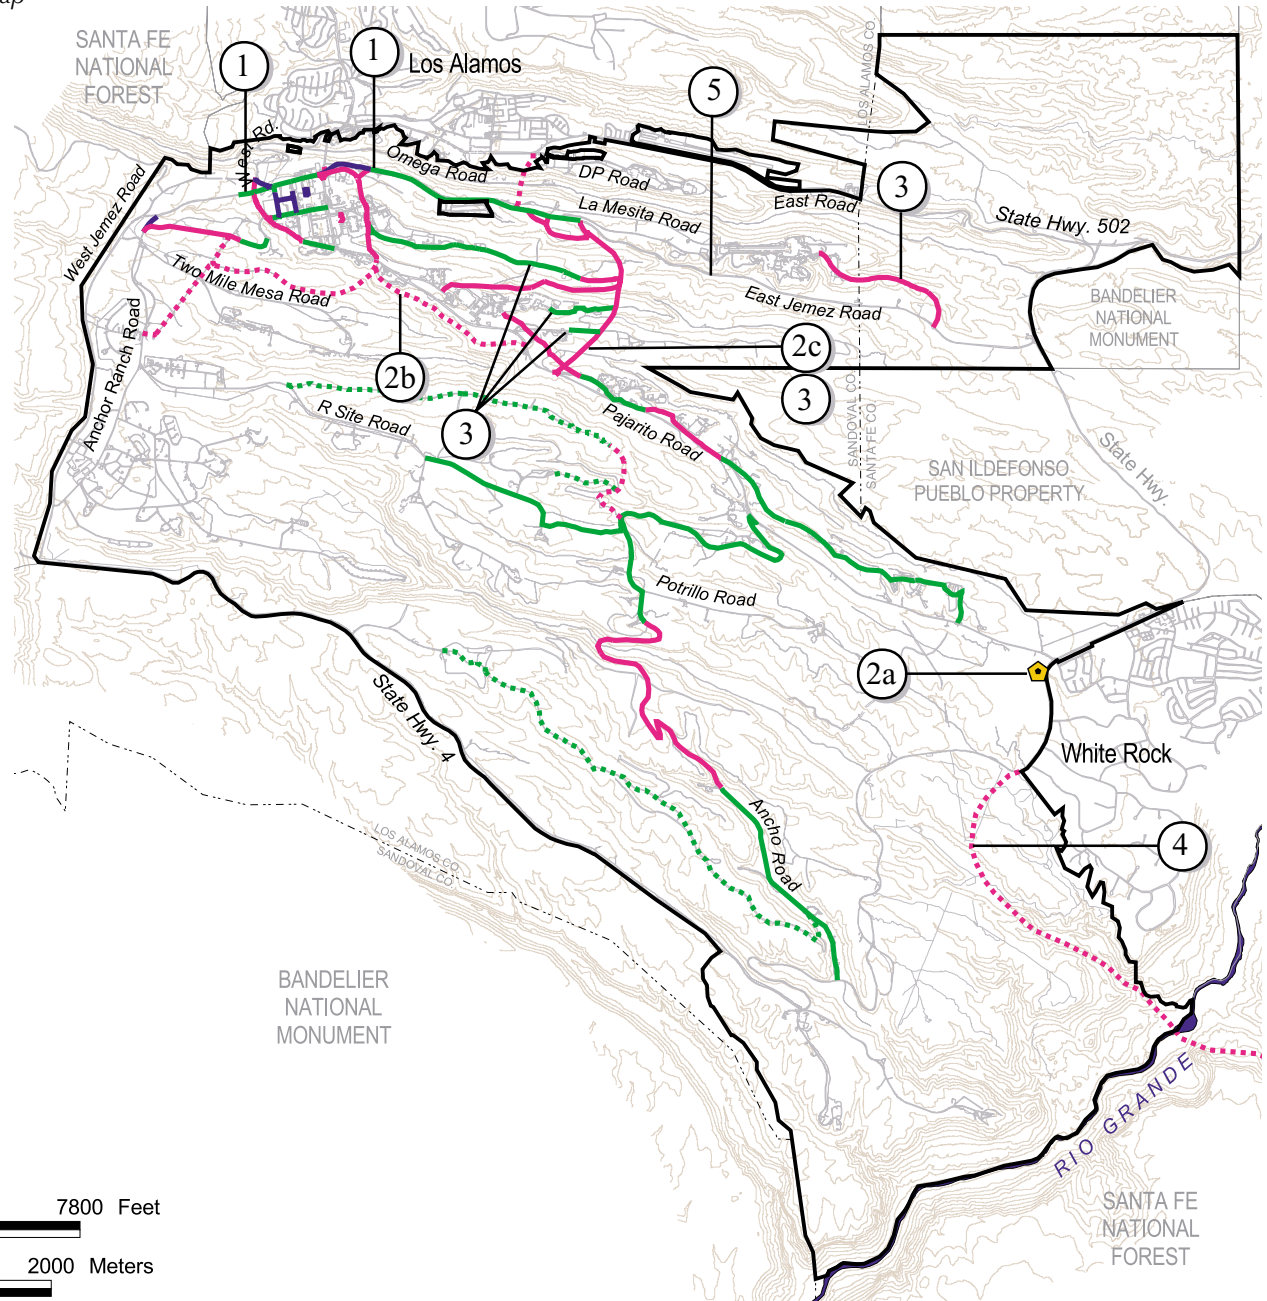 SANTA FE
NATIONAL
FOREST
1
1
Los Alamos
5
LOS ALAMOS CO.
West Rd.
Omega Road
DP Road
3
East Road
La Mesita Road
State Hwy. 502
West Jemez Road
Two Mile Mesa Road
East Jemez Road
BANDELIER
NATIONAL
MONUMENT
Anchor Ranch Road
2b
2c
3
R Site Road
3
Pajarito Road
SANDOVAL CO.
SANTA FE CO.
State Hwy.
SAN ILDEFONSO
PUEBLO PROPERTY
Potrillo Road
2a
State Hwy. 4
White Rock
Ancho Road
LOS ALAMOS CO.
SANDOVAL CO.
4
BANDELIER
NATIONAL
MONUMENT
RIO GRANDE
SANTA FE
NATIONAL
FOREST
7800 Feet
2000 Meters